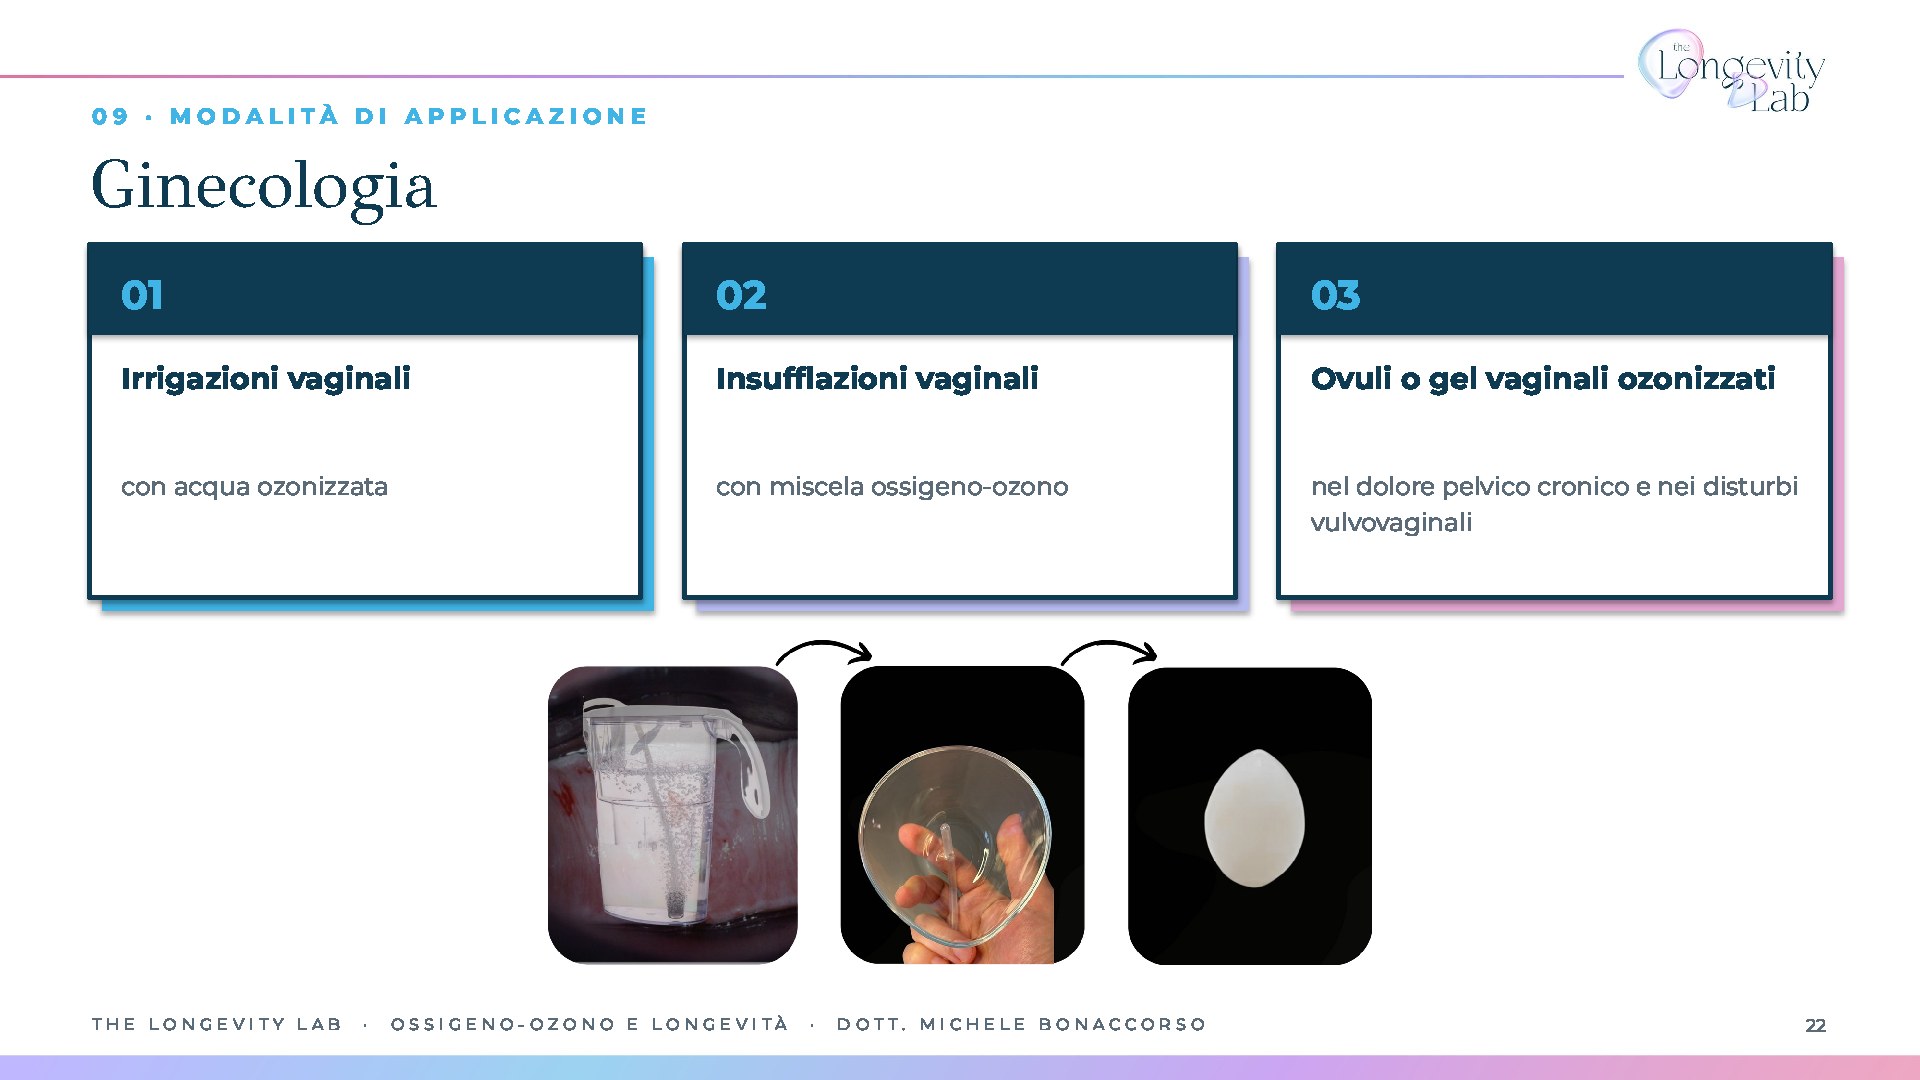 the
Longevity
Lab
09 · MODALITÀ DI APPLICAZIONE
Ginecologia
01
Irrigazioni vaginali
con acqua ozonizzata
02
Insufflazioni vaginali
con miscela ossigeno-ozono
03
Ovuli o gel vaginali ozonizzati
nel dolore pelvico cronico e nei disturbi
vulvovaginali
THE LONGEVITY LAB · OSSIGENO-OZONO E LONGEVITÀ · DOTT. MICHELE BONACCORSO
22